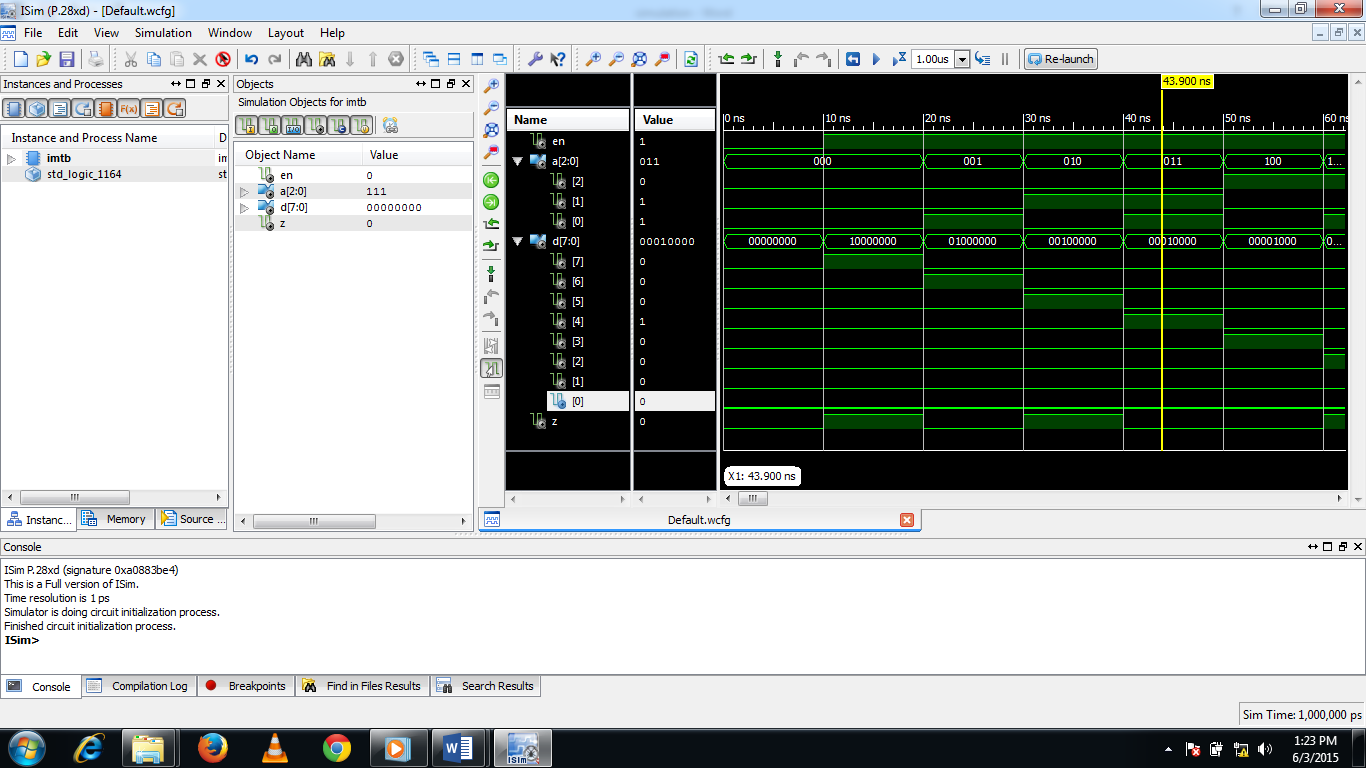 ISim (P.28xd) - [Default.wcfg]
File Edit View Simulation Window Layout Help
1.00us
Re-launch
Instances and Processes
Instance and Process Name D
imtb in
std_logic_1164 st
Instanc... Memory Source ...
Objects
Simulation Objects for imtb
Object Name Value
en 0
a[2:0] 111
d[7:0] 00000000
z 0
43.900 ns
Name Value
0 ns 10 ns 20 ns 30 ns 40 ns 50 ns 60 ns
en 1
a[2:0] 011 000 001 010 011 100 1...
[2] 0
[1] 1
[0] 1
d[7:0] 00010000 00000000 10000000 01000000 00100000 00010000 00001000 0...
[7] 0
[6] 0
[5] 0
[4] 1
[3] 0
[2] 0
[1] 0
[0] 0
z 0
X1: 43.900 ns
Default.wcfg
Console
ISim P.28xd (signature 0xa0883be4)
This is a Full version of ISim.
Time resolution is 1 ps
Simulator is doing circuit initialization process.
Finished circuit initialization process.
ISim>
Console Compilation Log Breakpoints Find in Files Results Search Results
Sim Time: 1,000,000 ps
ISim
1:23 PM
6/3/2015